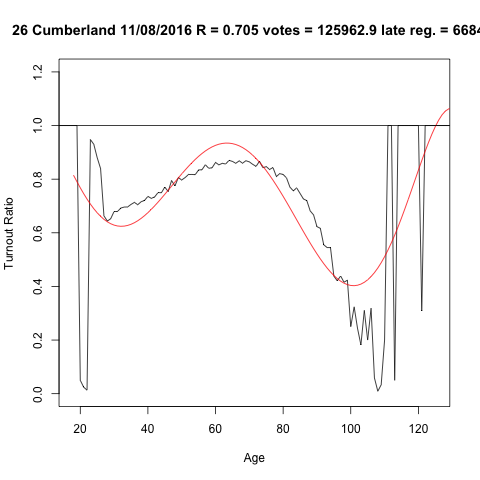 26 Cumberland 11/08/2016 R = 0.705 votes = 125962.9 late reg. = 6684
Turnout Ratio
1.2
1.0
0.8
0.6
0.4
0.2
0.0
20 40 60 80 100 120
Age